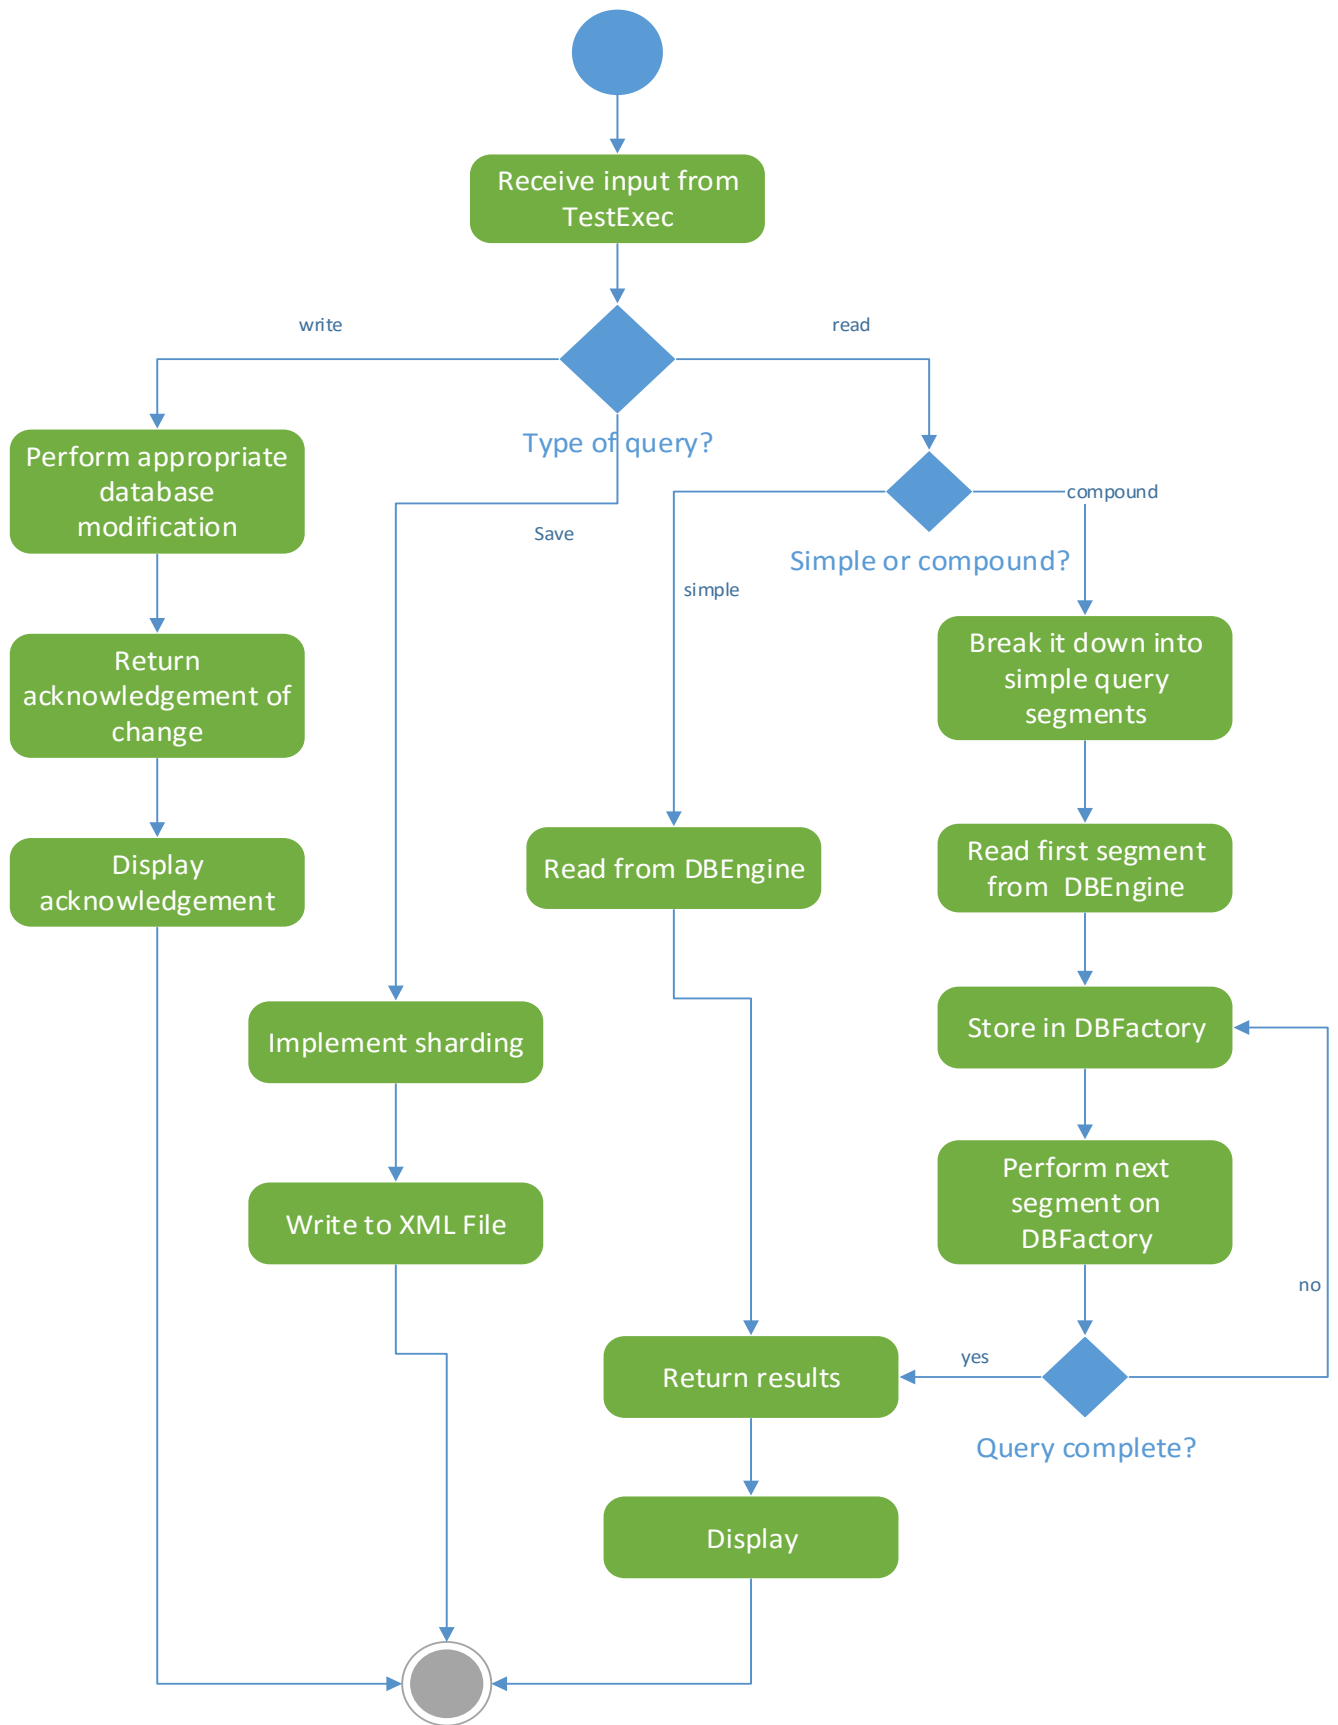 Receive input from
TestExec
write
read
Type of query?
Perform appropriate
database
modification
compound
Save
Simple or compound?
simple
Return
acknowledgement of
change
Break it down into
simple query
segments
Display
acknowledgement
Read from DBEngine
Read first segment
from  DBEngine
Implement sharding
Store in DBFactory
Write to XML File
Perform next
segment on
DBFactory
no
yes
Return results
Query complete?
Display